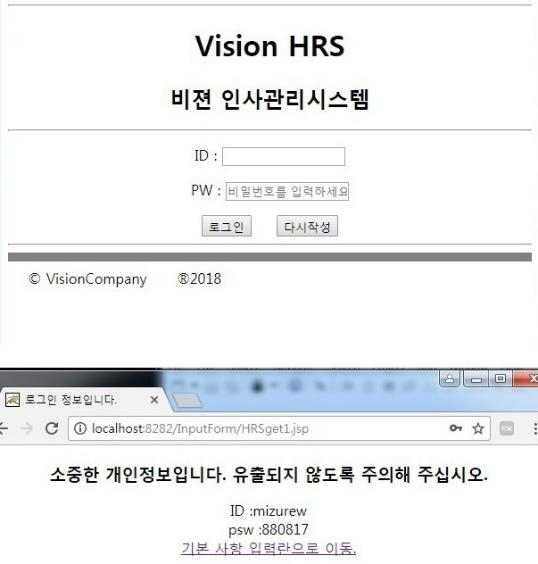 Vision HRS
비젼 인사관리시스템
ID :
PW : 비밀번호를 입력하세요
로그인 다시작성
© VisionCompany ®2018
로그인 정보입니다.
localhost:8282/InputForm/HRSget1.jsp
소중한 개인정보입니다. 유출되지 않도록 주의해 주십시오.
ID :mizurew
psw :880817
기본 사항 입력란으로 이동.